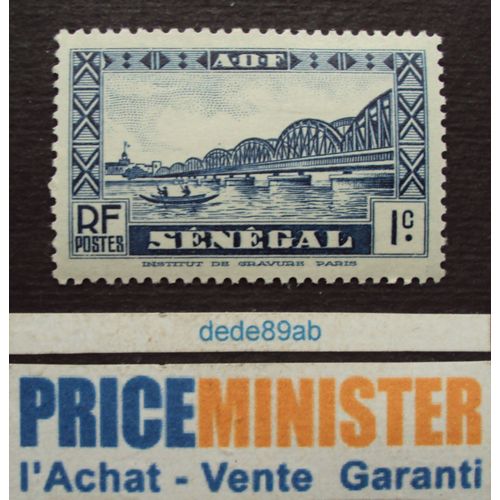 A·O·F
RF
POSTES
SÉNÉGAL
1c.
INSTITUT DE GRAVURE PARIS
dede89ab
PRICEMINISTER
l'Achat - Vente Garanti